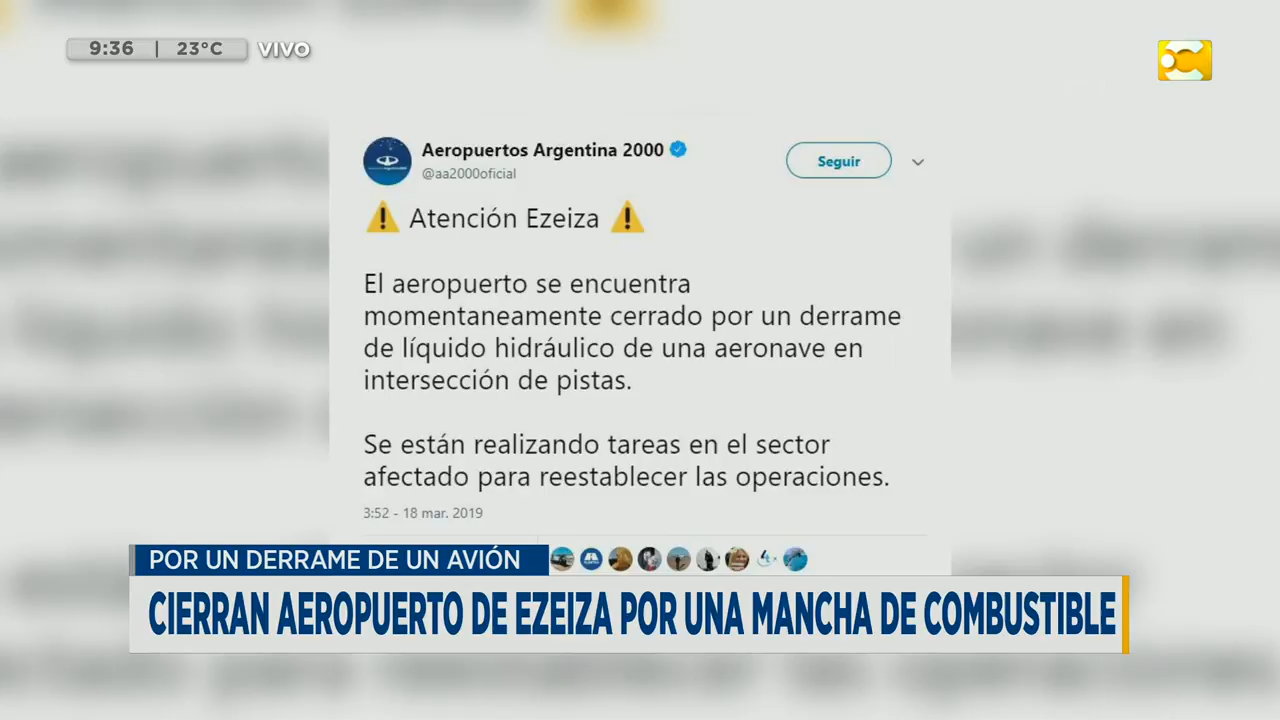 9:36 | 23°C VIVO
Aeropuertos Argentina 2000
@aa2000oficial
Seguir
⚠ Atención Ezeiza ⚠
El aeropuerto se encuentra
momentaneamente cerrado por un derrame
de líquido hidráulico de una aeronave en
intersección de pistas.
Se están realizando tareas en el sector
afectado para reestablecer las operaciones.
3:52 - 18 mar. 2019
POR UN DERRAME DE UN AVIÓN
CIERRAN AEROPUERTO DE EZEIZA POR UNA MANCHA DE COMBUSTIBLE